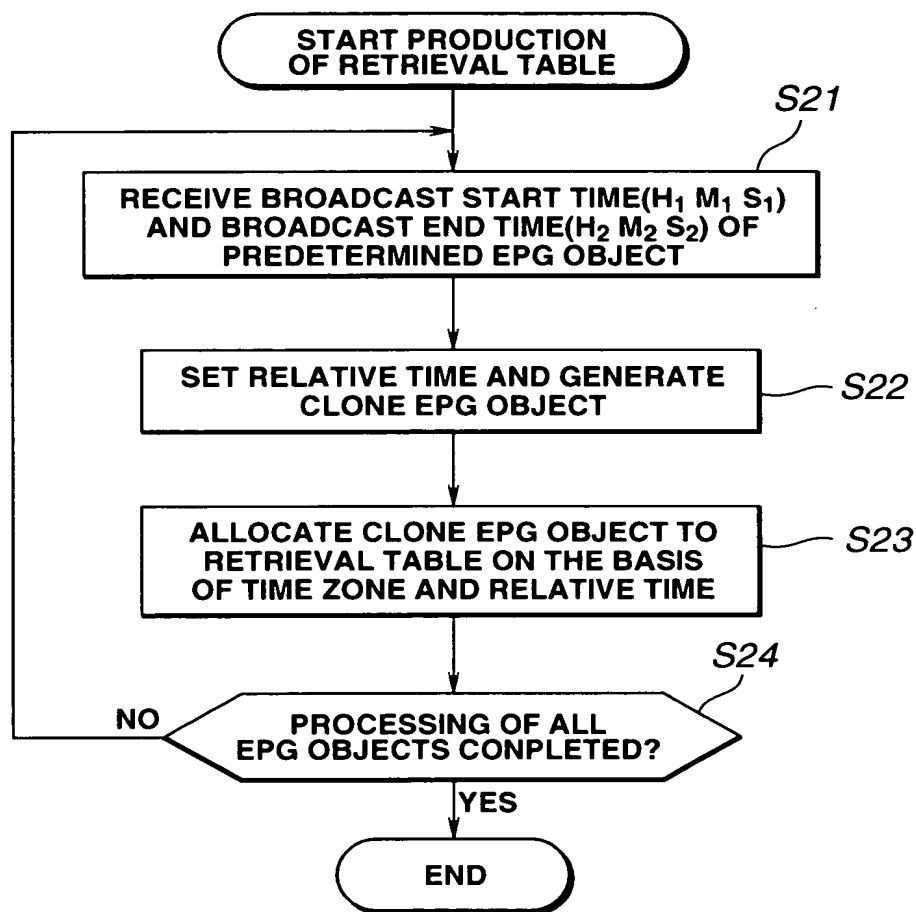 START PRODUCTION
OF RETRIEVAL TABLE
S21
RECEIVE BROADCAST START TIME(H₁ M₁ S₁)
AND BROADCAST END TIME(H₂ M₂ S₂) OF
PREDETERMINED EPG OBJECT
SET RELATIVE TIME AND GENERATE
CLONE EPG OBJECT
S22
ALLOCATE CLONE EPG OBJECT TO
RETRIEVAL TABLE ON THE BASIS
OF TIME ZONE AND RELATIVE TIME
S23
S24
NO
PROCESSING OF ALL
EPG OBJECTS CONPLETED?
YES
END